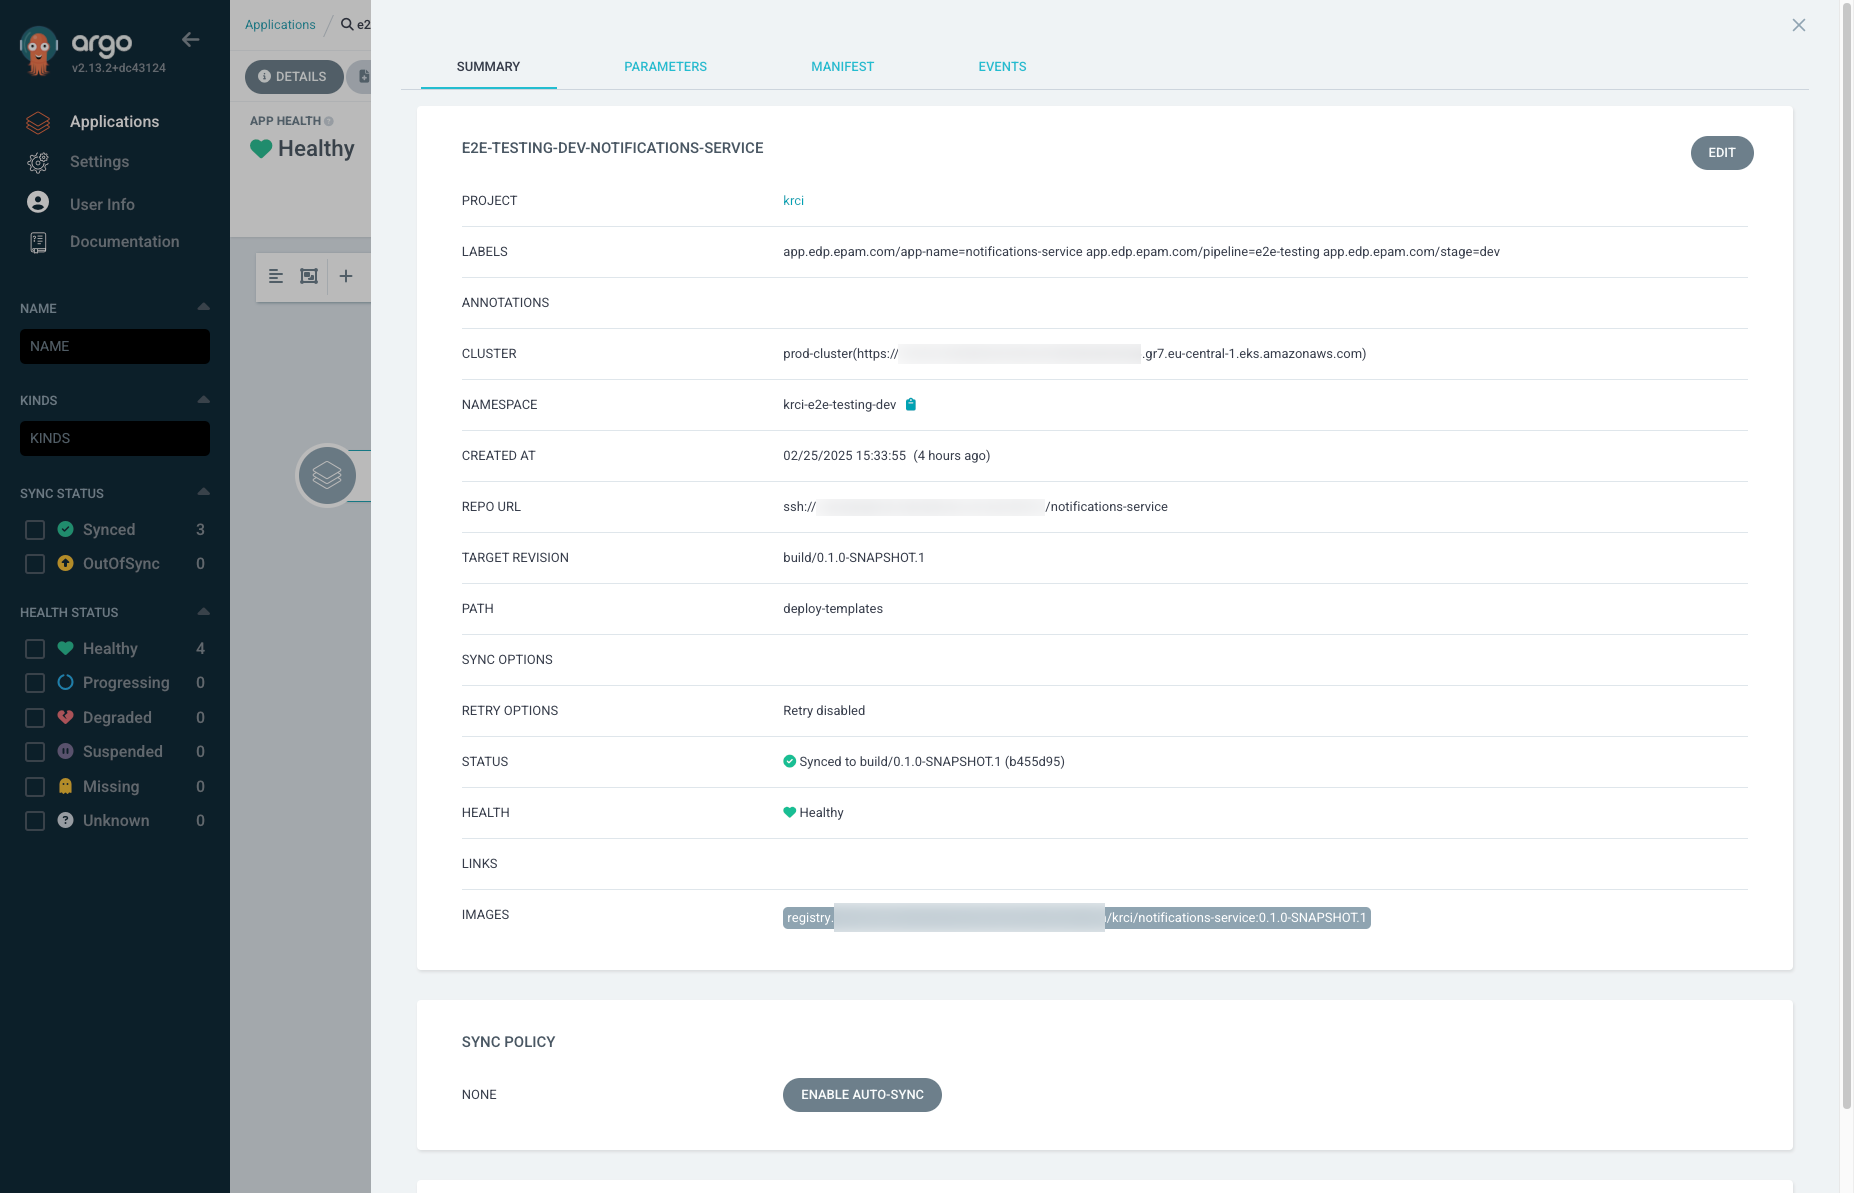 argo
v2.13.2+dc43124
Applications
Settings
User Info
Documentation
NAME
NAME
KINDS
KINDS
SYNC STATUS
Synced 3
OutOfSync 0
HEALTH STATUS
Healthy 4
Progressing 0
Degraded 0
Suspended 0
Missing 0
Unknown 0
Applications / e2
DETAILS
APP HEALTH
Healthy
SUMMARY PARAMETERS MANIFEST EVENTS
E2E-TESTING-DEV-NOTIFICATIONS-SERVICE
EDIT
PROJECT krci
LABELS app.edp.epam.com/app-name=notifications-service app.edp.epam.com/pipeline=e2e-testing app.edp.epam.com/stage=dev
ANNOTATIONS
CLUSTER prod-cluster(https:// .gr7.eu-central-1.eks.amazonaws.com)
NAMESPACE krci-e2e-testing-dev
CREATED AT 02/25/2025 15:33:55 (4 hours ago)
REPO URL ssh:// /notifications-service
TARGET REVISION build/0.1.0-SNAPSHOT.1
PATH deploy-templates
SYNC OPTIONS
RETRY OPTIONS Retry disabled
STATUS Synced to build/0.1.0-SNAPSHOT.1 (b455d95)
HEALTH Healthy
LINKS
IMAGES registry. /krci/notifications-service:0.1.0-SNAPSHOT.1
SYNC POLICY
NONE ENABLE AUTO-SYNC